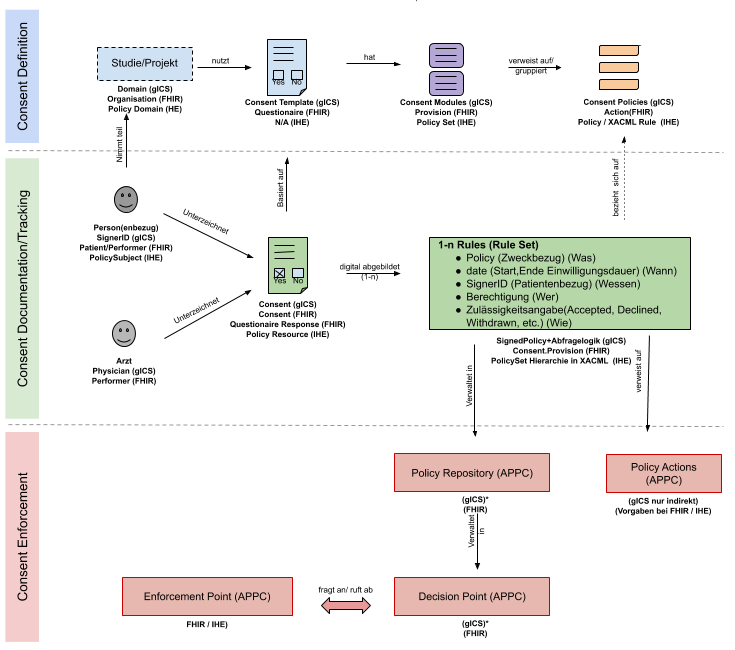 Consent Definition
Studie/Projekt
nutzt
Yes No
hat
verweist auf/
gruppiert
Domain (gICS)
Organisation (FHIR)
Policy Domain (HE)
Consent Template (gICS)
Questionaire (FHIR)
N/A (IHE)
Consent Modules (gICS)
Provision (FHIR)
Policy Set (IHE)
Consent Policies (gICS)
Action(FHIR)
Policy / XACML Rule (IHE)
Nimmt teil
Basiert auf
bezieht sich auf
Consent Documentation/Tracking
Person(enbezug)
SignerID (gICS)
Patient/Performer (FHIR)
PolicySubject (IHE)
Unterzeichnet
Yes No
Consent (gICS)
Consent (FHIR)
Questionaire Response (FHIR)
Policy Resource (IHE)
digital abgebildet
(1-n)
1-n Rules (Rule Set)
● Policy (Zweckbezug) (Was)
● date (Start,Ende Einwilligungsdauer) (Wann)
● SignerID (Patientenbezug) (Wessen)
● Berechtigung (Wer)
● Zulässigkeitsangabe(Accepted, Declined,
Withdrawn, etc.) (Wie)
SignedPolicy+Abfragelogik (gICS)
Consent.Provision (FHIR)
PolicySet Hierarchie in XACML (IHE)
Unterzeichnet
Arzt
Physician (gICS)
Performer (FHIR)
Verwaltet in
verweist auf
Consent Enforcement
Policy Repository (APPC)
(gICS)*
(FHIR)
Policy Actions
(APPC)
(gICS nur indirekt)
(Vorgaben bei FHIR / IHE)
Verwaltet
in
Enforcement Point (APPC)
FHIR / IHE)
fragt an/ ruft ab
Decision Point (APPC)
(gICS)*
(FHIR)